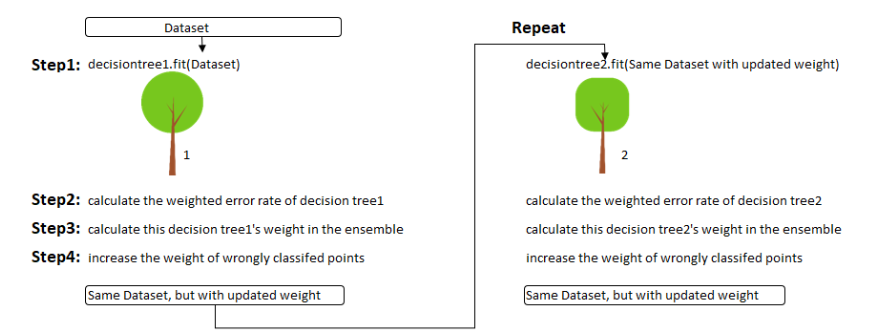 Dataset
Step1: decisiontree1.fit(Dataset)
1
Step2: calculate the weighted error rate of decision tree1
Step3: calculate this decision tree1's weight in the ensemble
Step4: increase the weight of wrongly classifed points
Same Dataset, but with updated weight
Repeat
decisiontree2.fit(Same Dataset with updated weight)
2
calculate the weighted error rate of decision tree2
calculate this decision tree2's weight in the ensemble
increase the weight of wrongly classifed points
Same Dataset, but with updated weight